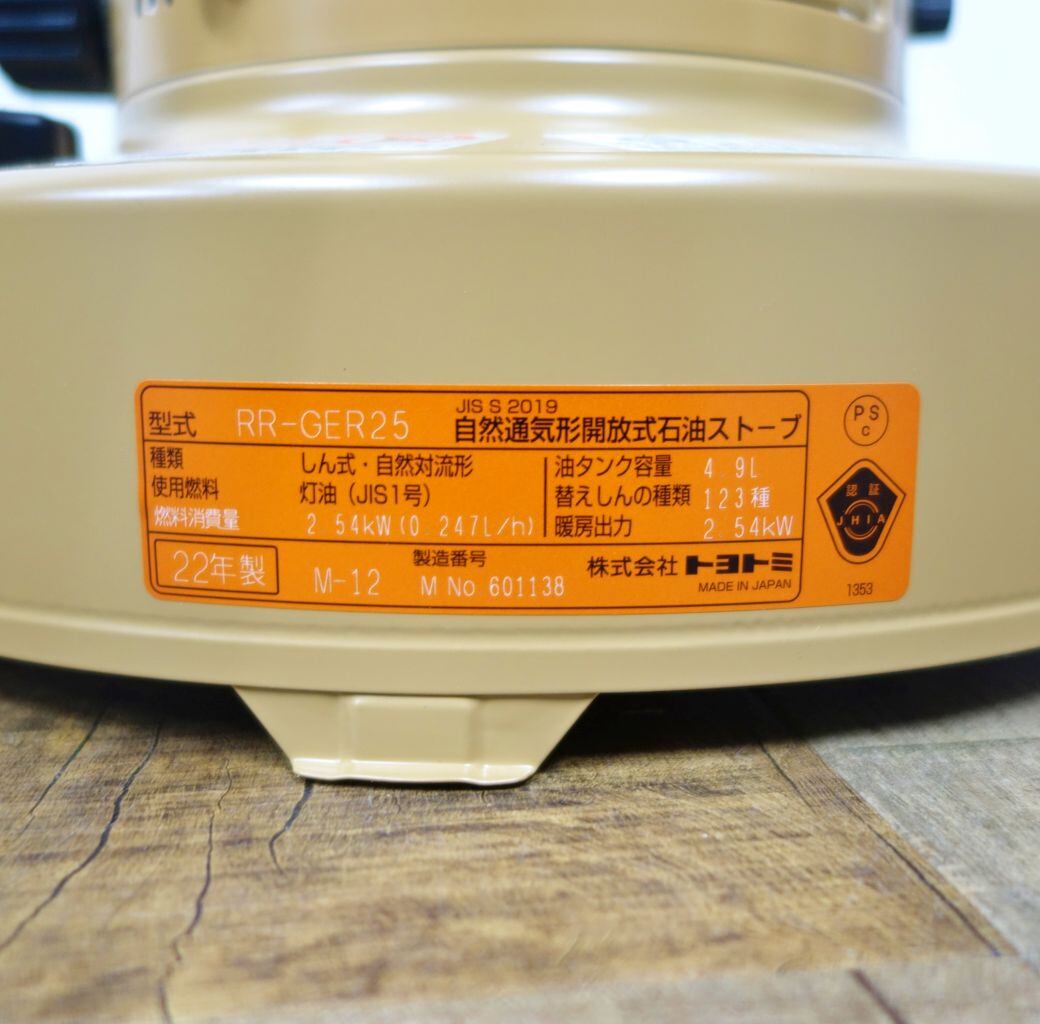 型式 RR-GER25 JIS S 2019 自然通気形開放式石油ストーブ
種類 しん式・自然対流形
使用燃料 灯油（JIS1号）
燃料消費量 2.54kW(0.247L/h)
油タンク容量 4.9L
替えしんの種類 123種
暖房出力 2.54kW
22年製 M-12
製造番号
M No 601138
株式会社 トヨトミ
MADE IN JAPAN
PS
C
認証
JHIA
1353